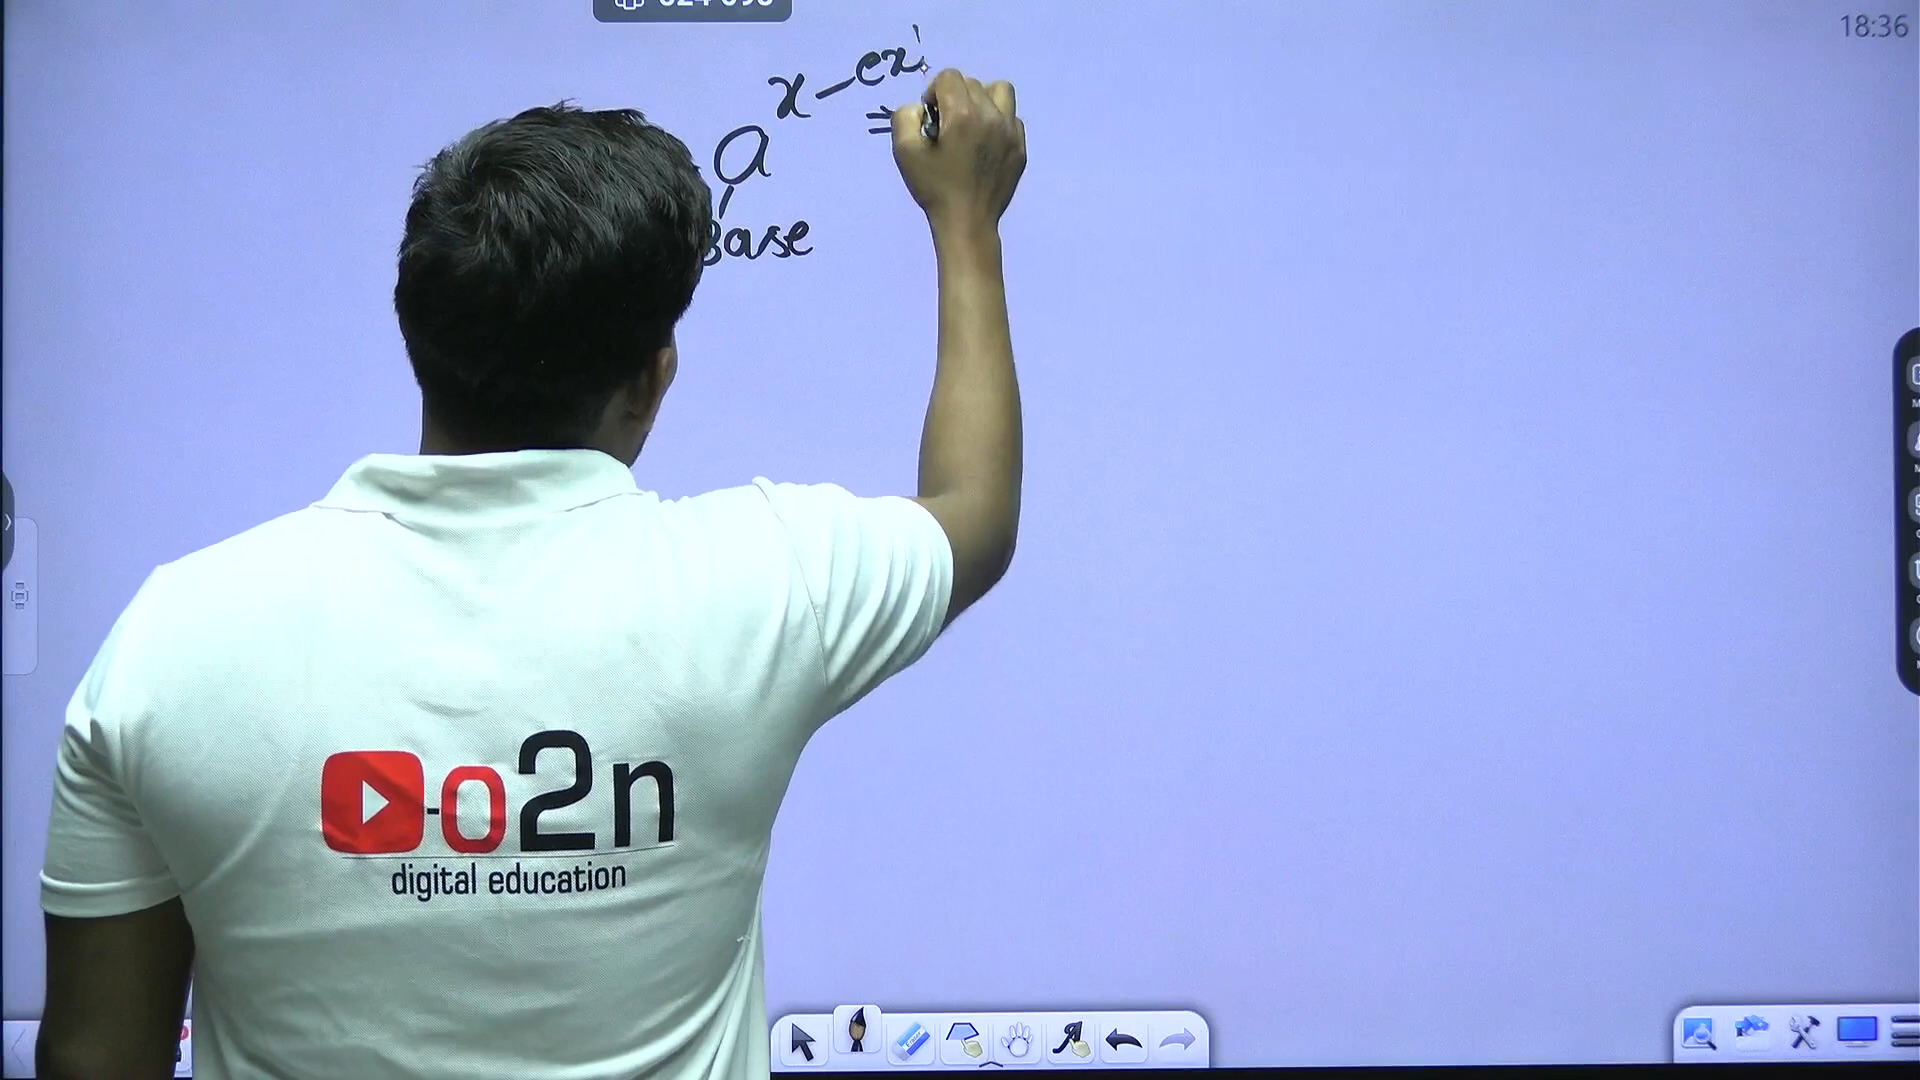 18:36
x – ex
a
Base
-o2n
digital education